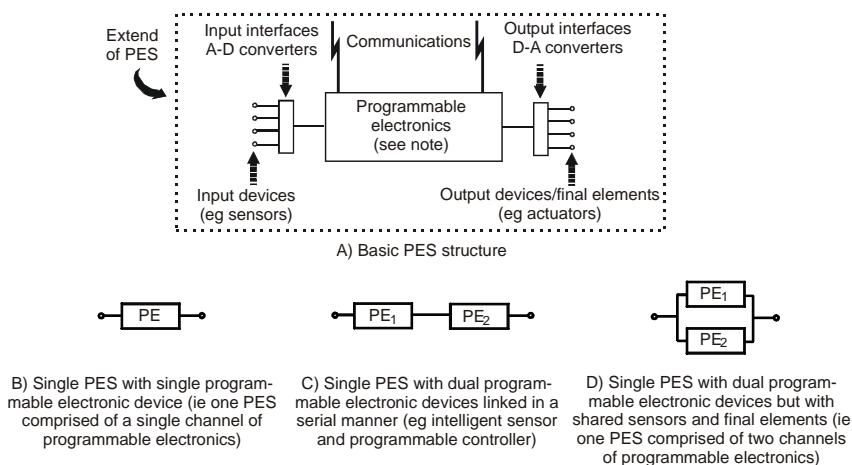 Extend
of PES
Input interfaces
A-D converters
Communications
Output interfaces
D-A converters
Programmable
electronics
(see note)
Input devices
(eg sensors)
Output devices/final elements
(eg actuators)
A) Basic PES structure
PE
PE1
PE2
PE1
PE2
B) Single PES with single program-
mable electronic device (ie one PES
comprised of a single channel of
programmable electronics)
C) Single PES with dual program-
mable electronic devices linked in a
serial manner (eg intelligent sensor
and programmable controller)
D) Single PES with dual program-
mable electronic devices but with
shared sensors and final elements (ie
one PES comprised of two channels
of programmable electronics)